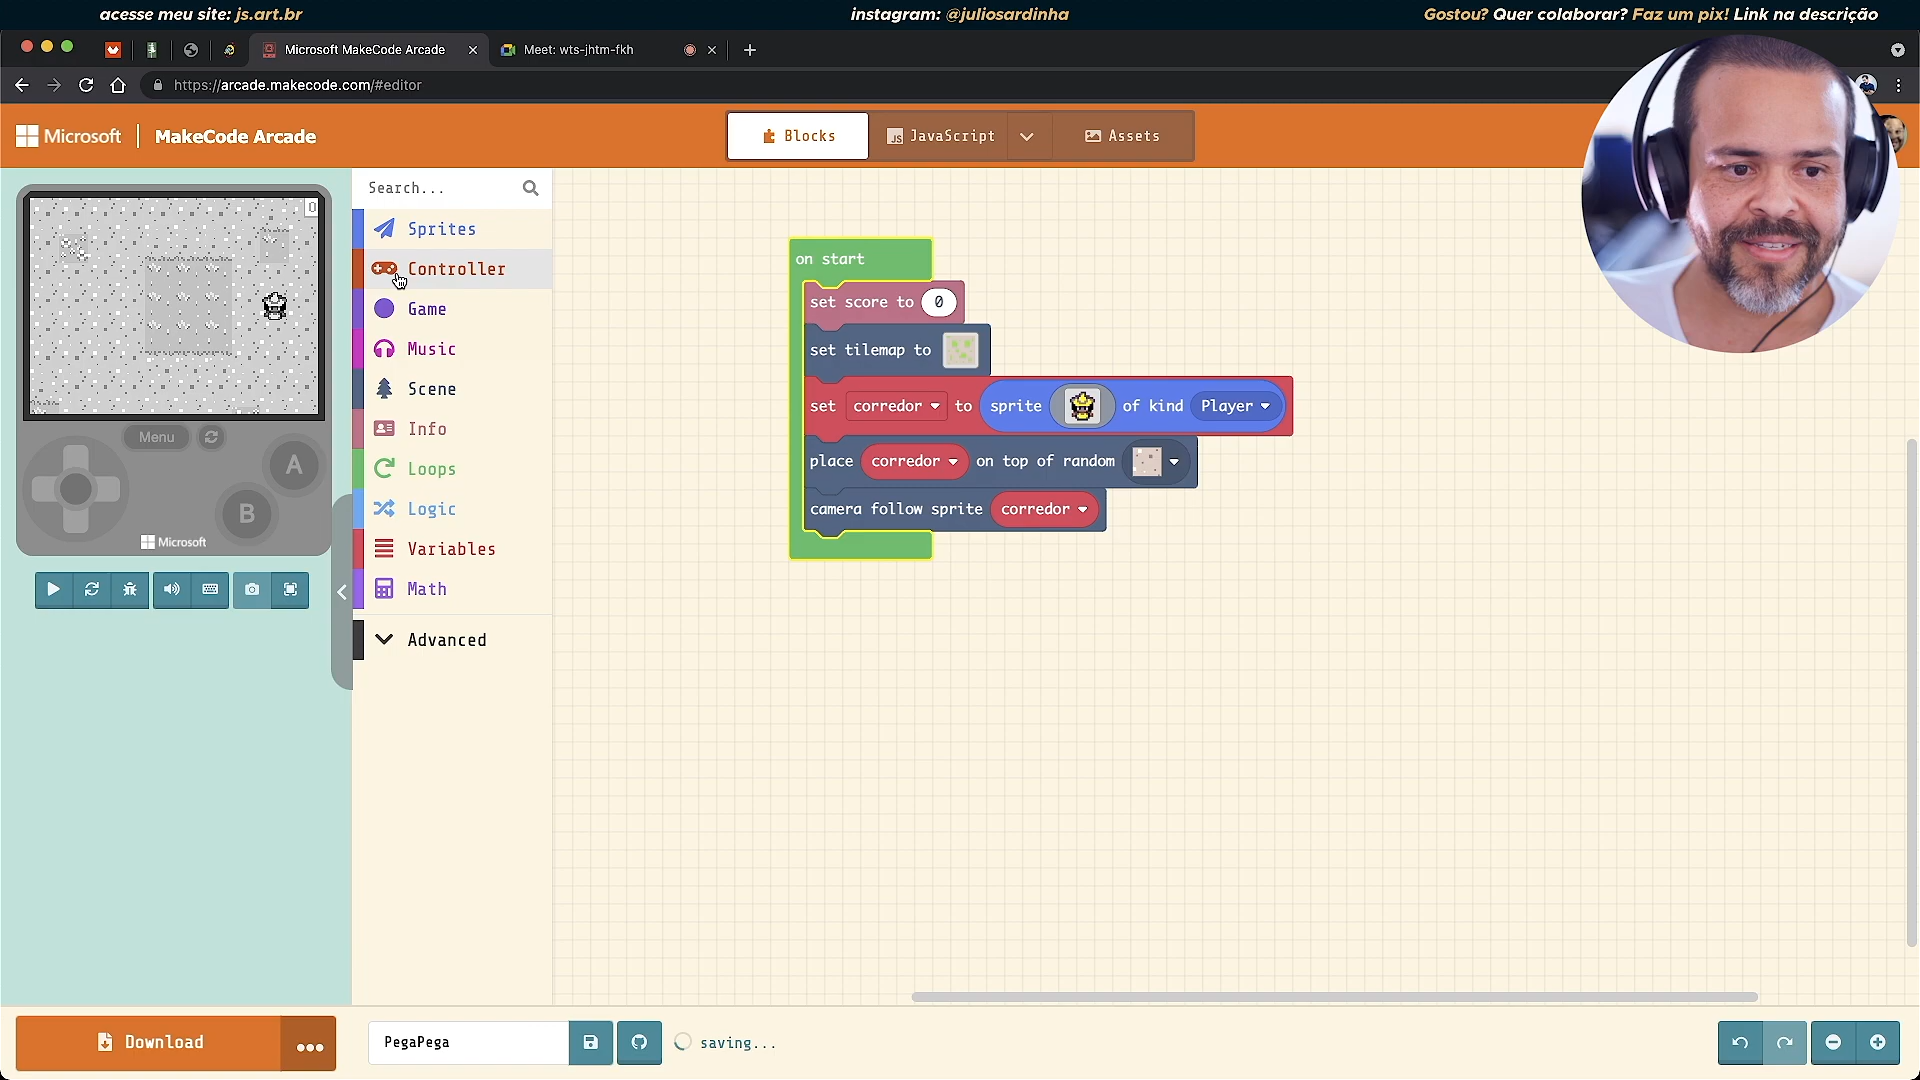 acesse meu site: js.art.br
instagram: @juliosardinha
Gostou? Quer colaborar? Faz um pix! Link na descrição
Microsoft MakeCode Arcade
Meet: wts-jhtm-fkh
https://arcade.makecode.com/#editor
Microsoft
MakeCode Arcade
Blocks
JavaScript
Assets
0
Menu
A
B
Microsoft
Search...
Sprites
Controller
Game
Music
Scene
Info
Loops
Logic
Variables
Math
Advanced
on start
set score to 0
set tilemap to
set corredor to sprite of kind Player
place corredor on top of random
camera follow sprite corredor
Download
PegaPega
saving...